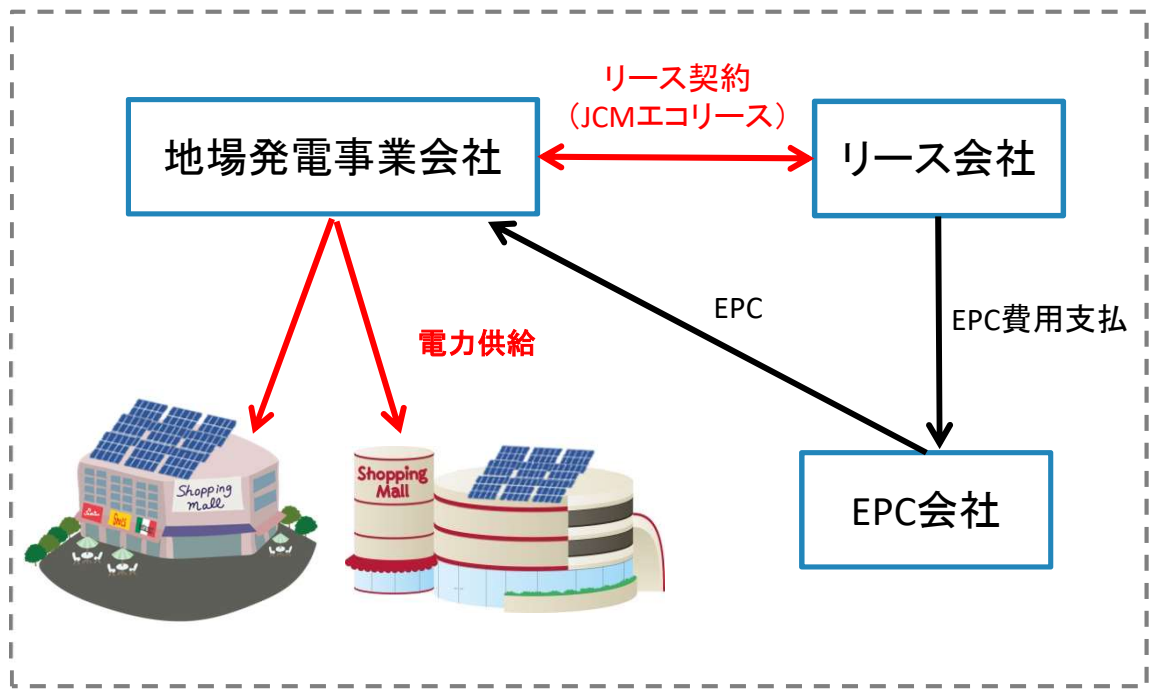 リース契約
（JCMエコリース）
地場発電事業会社
リース会社
EPC
EPC費用支払
電力供給
Shopping
Mall
Shopping
Mall
EPC会社